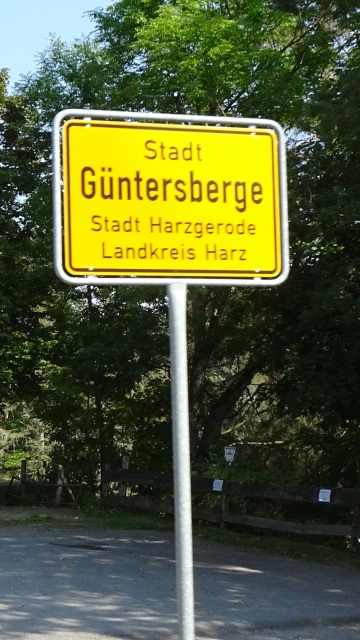 Stadt
Güntersberge
Stadt Harzgerode
Landkreis Harz